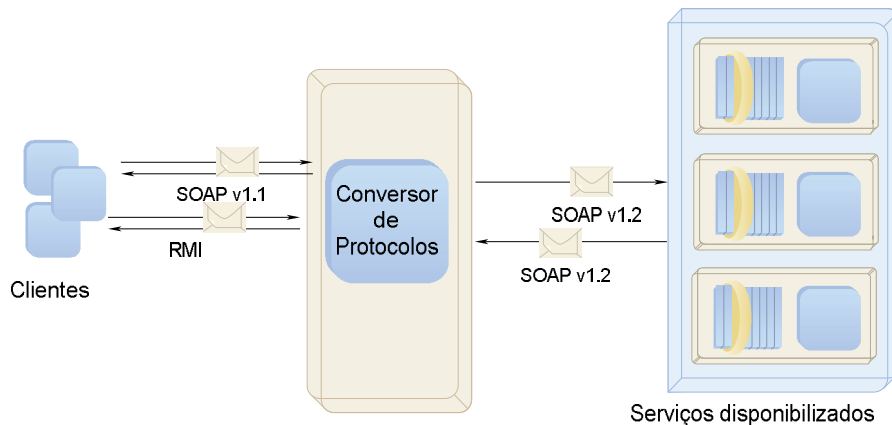 SOAP v1.1
RMI
Clientes
Conversor
de
Protocolos
SOAP v1.2
SOAP v1.2
Serviços disponibilizados